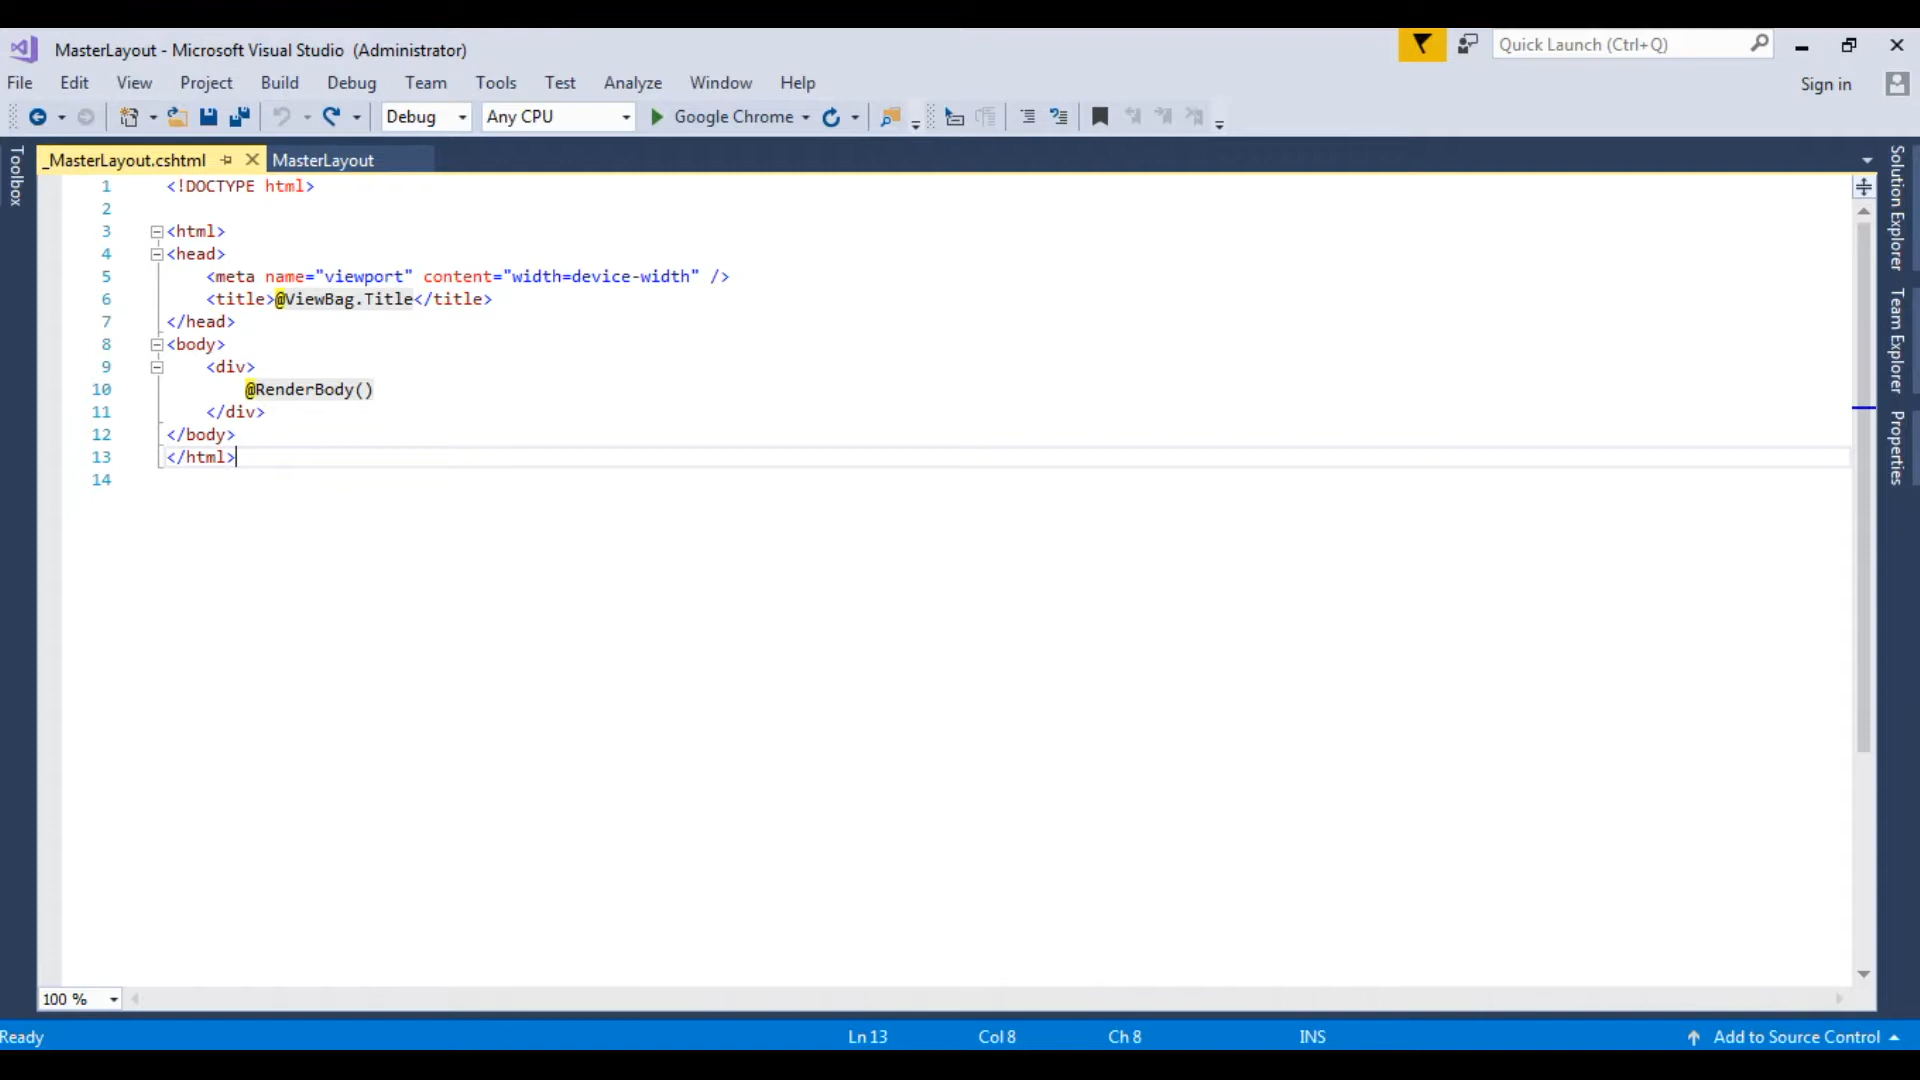 MasterLayout - Microsoft Visual Studio (Administrator)
Quick Launch (Ctrl+Q)
File Edit View Project Build Debug Team Tools Test Analyze Window Help
Sign in
Debug Any CPU Google Chrome
_MasterLayout.cshtml MasterLayout
Toolbox
1 <!DOCTYPE html>
2
3 <html>
4 <head>
5 <meta name="viewport" content="width=device-width" />
6 <title>@ViewBag.Title</title>
7 </head>
8 <body>
9 <div>
10 @RenderBody()
11 </div>
12 </body>
13 </html>
14
Solution Explorer
Team Explorer
Properties
100 %
Ready Ln 13 Col 8 Ch 8 INS Add to Source Control